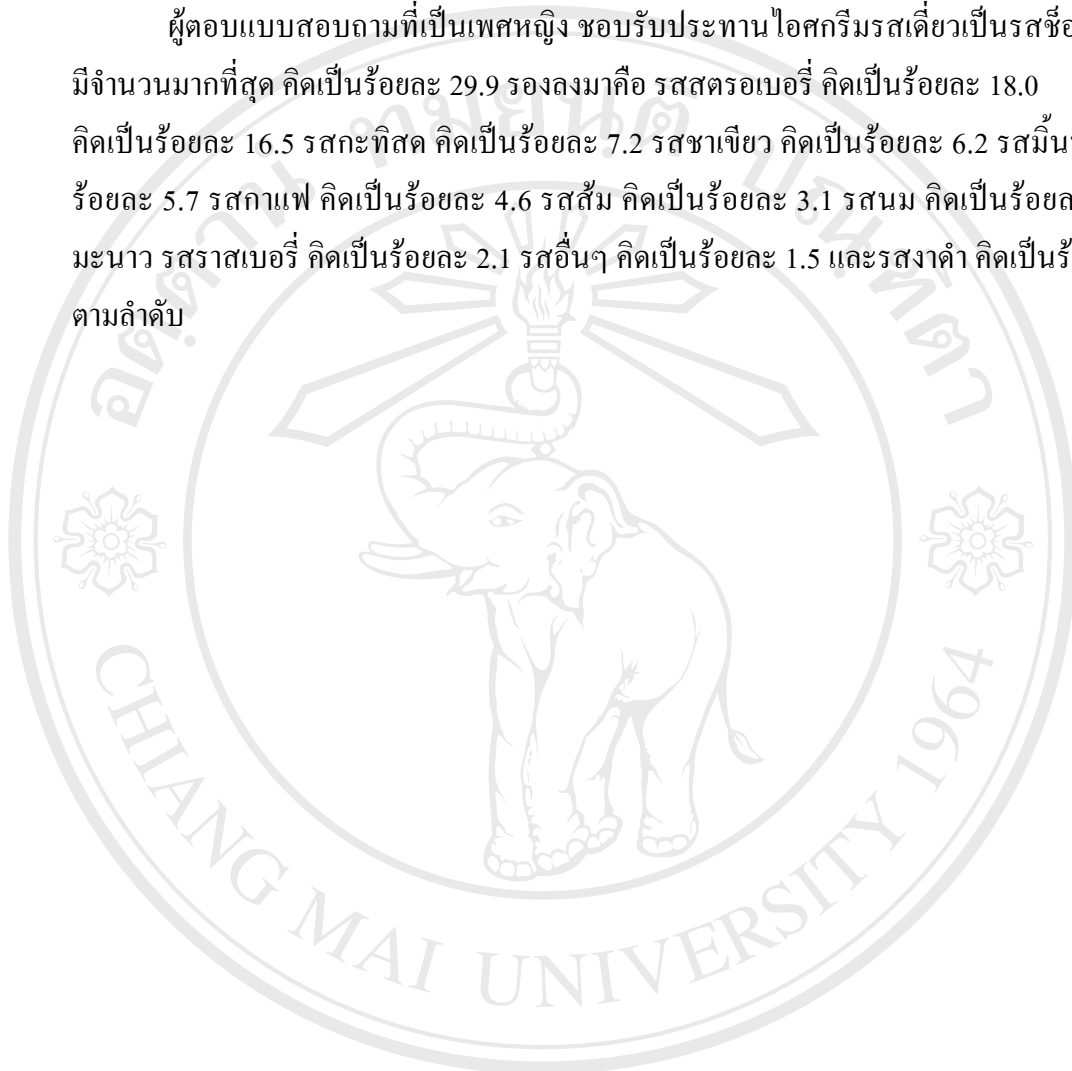 ผู้ตอบแบบสอบถามที่เป็นเพศหญิง ชอบรับประทานไอศกรีมรสเดี่ยวเป็นรสช็อ
มีจำนวนมากที่สุด คิดเป็นร้อยละ 29.9 รองลงมาคือ รสสตรอเบอรี่ คิดเป็นร้อยละ 18.0
คิดเป็นร้อยละ 16.5 รสกะทิสด คิดเป็นร้อยละ 7.2 รสชาเขียว คิดเป็นร้อยละ 6.2 รสมิ้น
ร้อยละ 5.7 รสกาแฟ คิดเป็นร้อยละ 4.6 รสส้ม คิดเป็นร้อยละ 3.1 รสนม คิดเป็นร้อยล
มะนาว รสราสเบอรี่ คิดเป็นร้อยละ 2.1 รสอื่นๆ คิดเป็นร้อยละ 1.5 และรสงาดำ คิดเป็นร้
ตามลำดับ
อตฺตานํ ทมยนฺติ ปณฺฑิตา
CHIANG MAI UNIVERSITY 1964